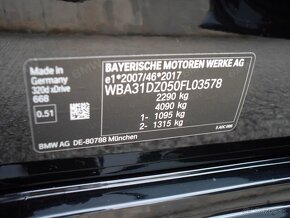 BAYERISCHE MOTOREN WERKE AG
e1*2007/46*2017
WBA31DZ050FL03578
2290 kg
4090 kg
1- 1095 kg
2- 1315 kg
Made in
Germany
320d xDrive
668
0.51
BMW AG DE-80788 München